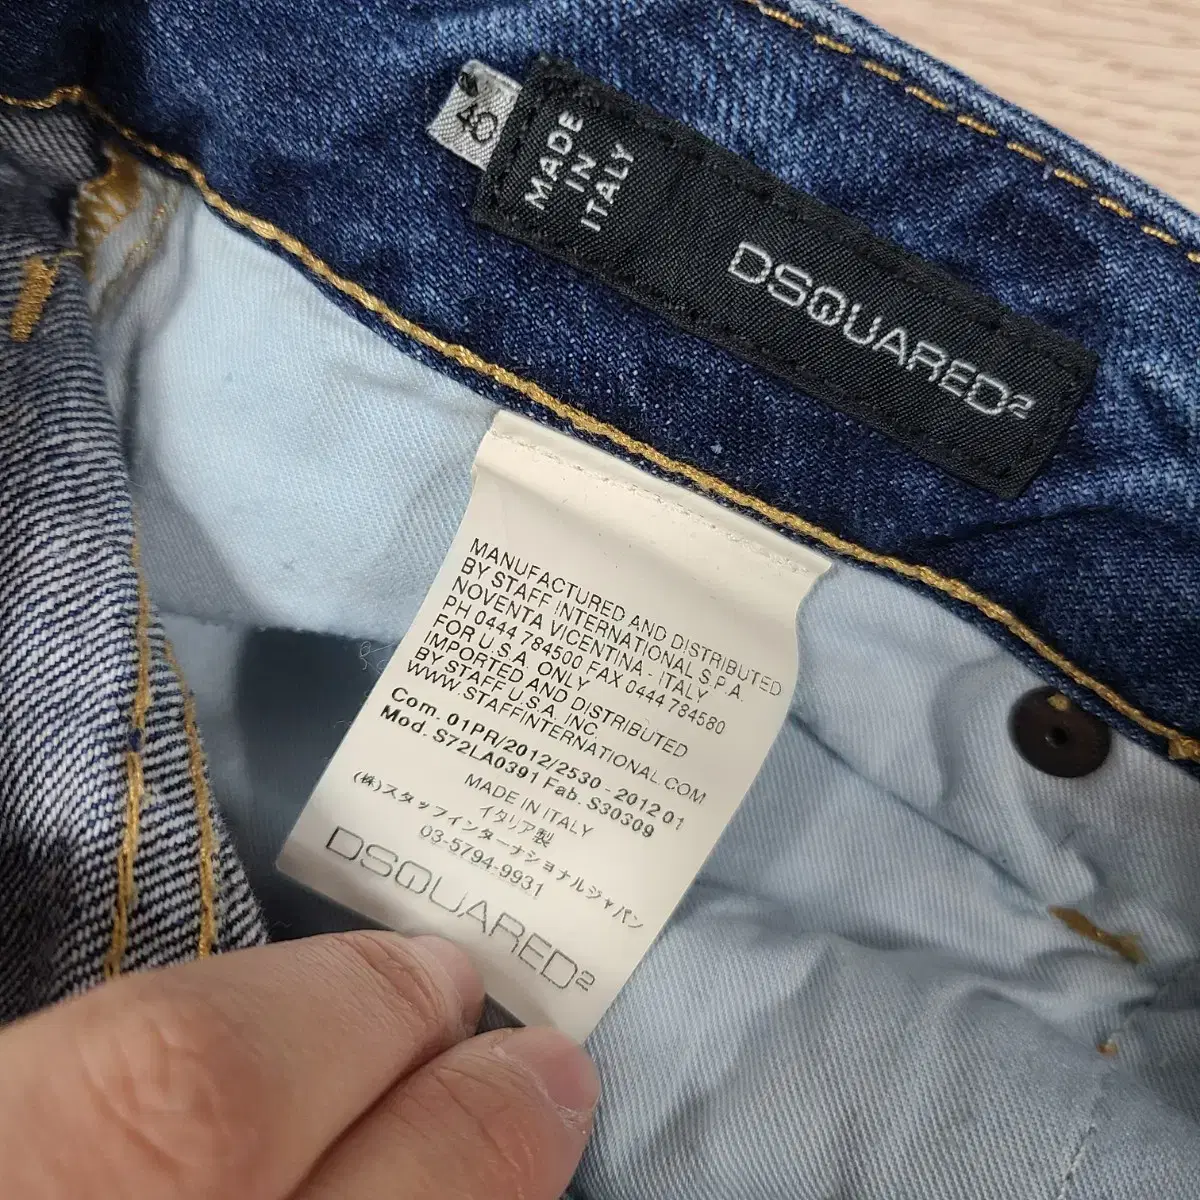 40
MADE
IN
ITALY
DSQUARED2
MANUFACTURED AND DISTRIBUTED
BY STAFF INTERNATIONAL S.P.A.
NOVENTA VICENTINA - ITALY
PH 0444 784500 FAX 0444 784580
FOR U.S.A. ONLY
IMPORTED AND DISTRIBUTED
BY STAFF U.S.A. INC.
WWW.STAFFINTERNATIONAL.COM
Com. 01PR/2012/2530 - 2012 01
Mod. S72LA0391 Fab. S30309
MADE IN ITALY
イタリア製
(株)スタッフインターナショナルジャパン
03-5794-9931
DSQUARED2